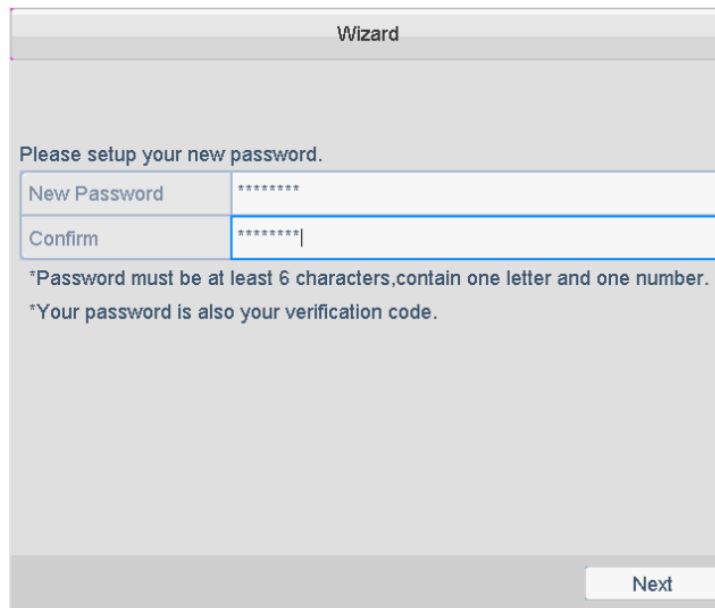 Wizard
Please setup your new password.
New Password ********
Confirm ********
*Password must be at least 6 characters,contain one letter and one number.
*Your password is also your verification code.
Next